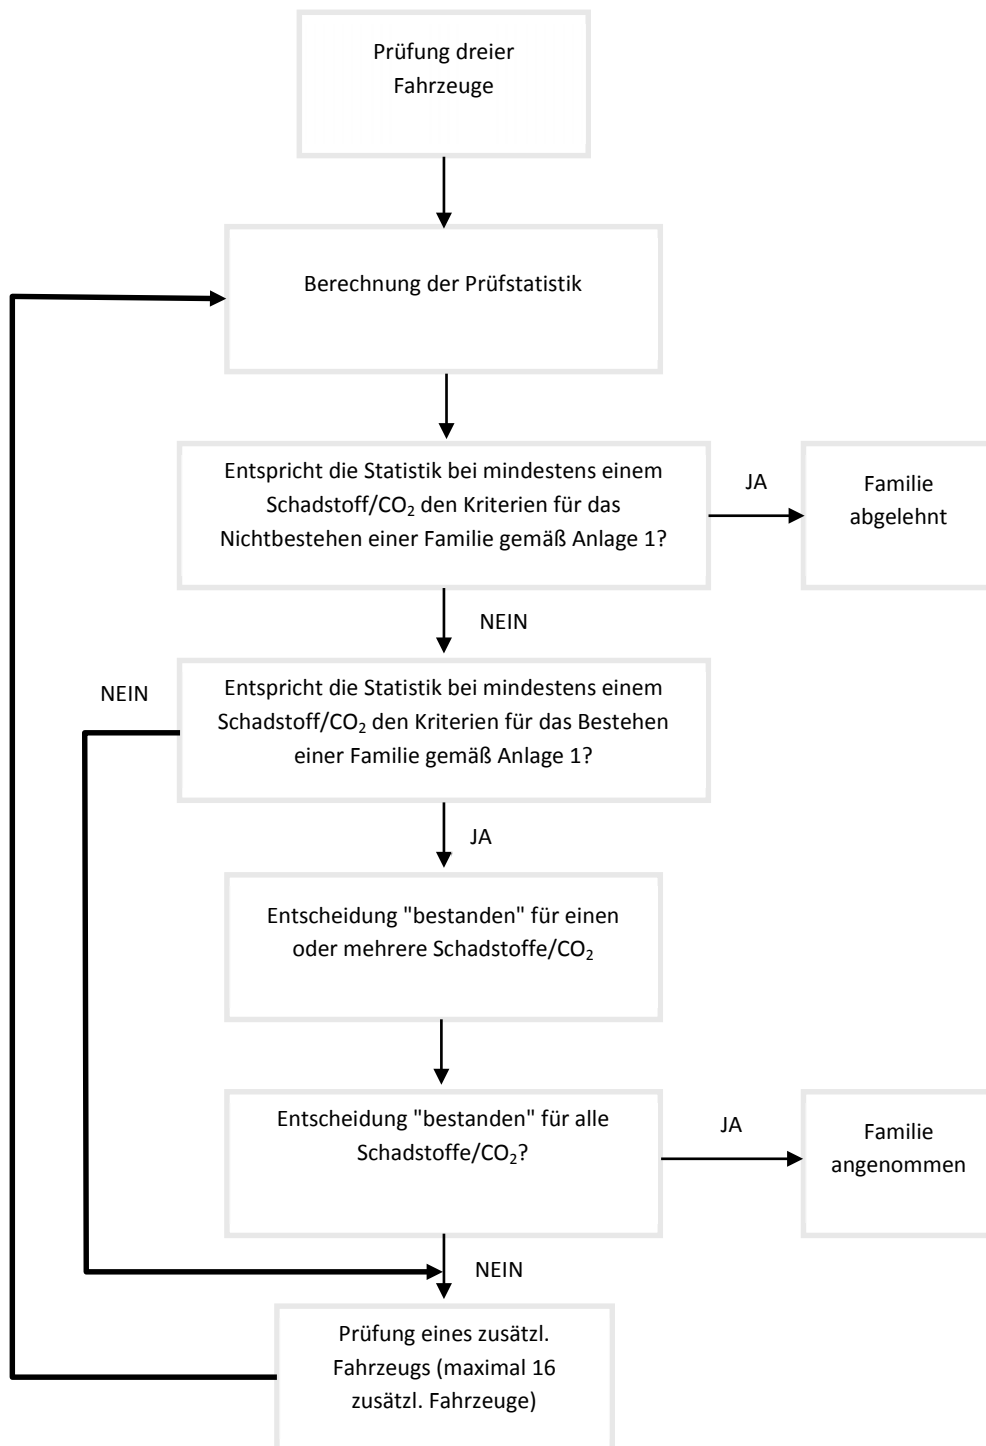 Prüfung dreier
Fahrzeuge
Berechnung der Prüfstatistik
Entspricht die Statistik bei mindestens einem
Schadstoff/CO₂ den Kriterien für das
Nichtbestehen einer Familie gemäß Anlage 1?
JA
Familie
abgelehnt
NEIN
NEIN
Entspricht die Statistik bei mindestens einem
Schadstoff/CO₂ den Kriterien für das Bestehen
einer Familie gemäß Anlage 1?
JA
Entscheidung "bestanden" für einen
oder mehrere Schadstoffe/CO₂
Entscheidung "bestanden" für alle
Schadstoffe/CO₂?
JA
Familie
angenommen
NEIN
Prüfung eines zusätzl.
Fahrzeugs (maximal 16
zusätzl. Fahrzeuge)